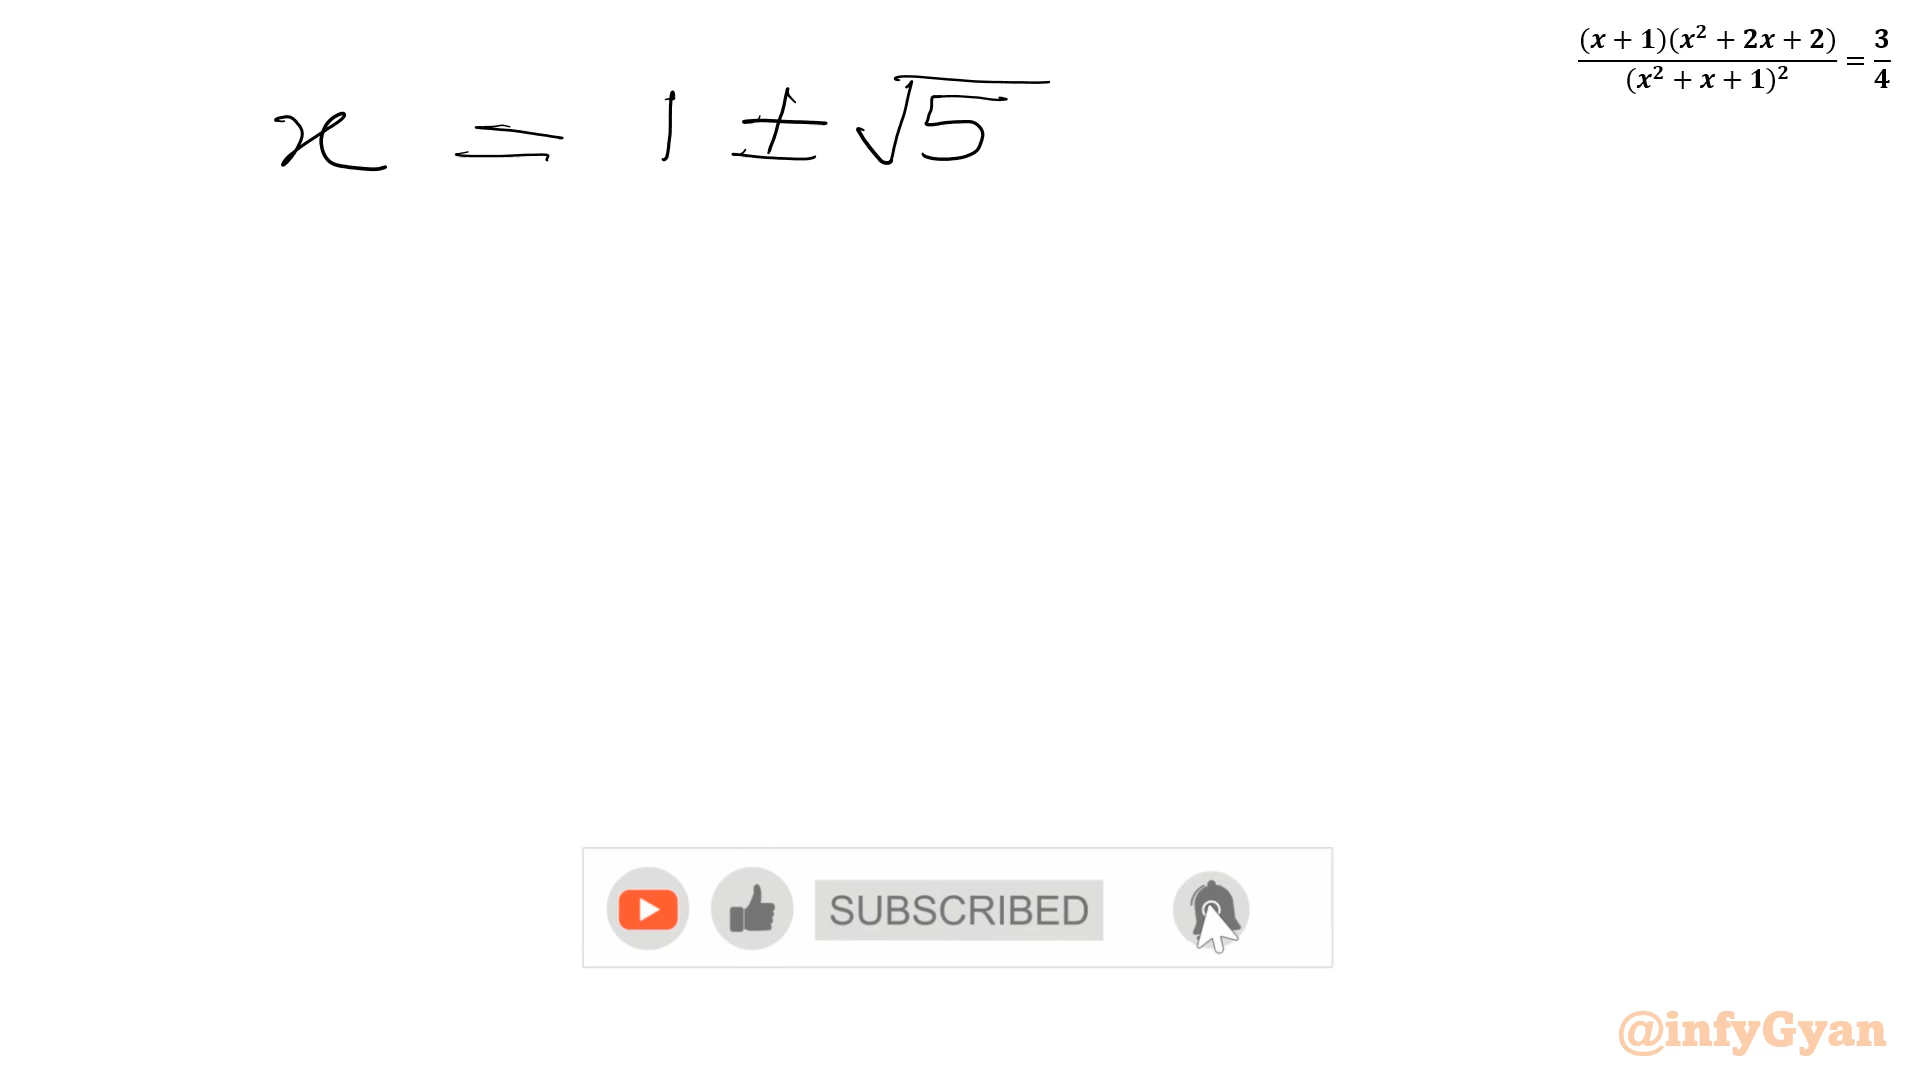 (x + 1)(x² + 2x + 2) / (x² + x + 1)² = 3/4
x = 1 ± √5
SUBSCRIBED
@infyGyan